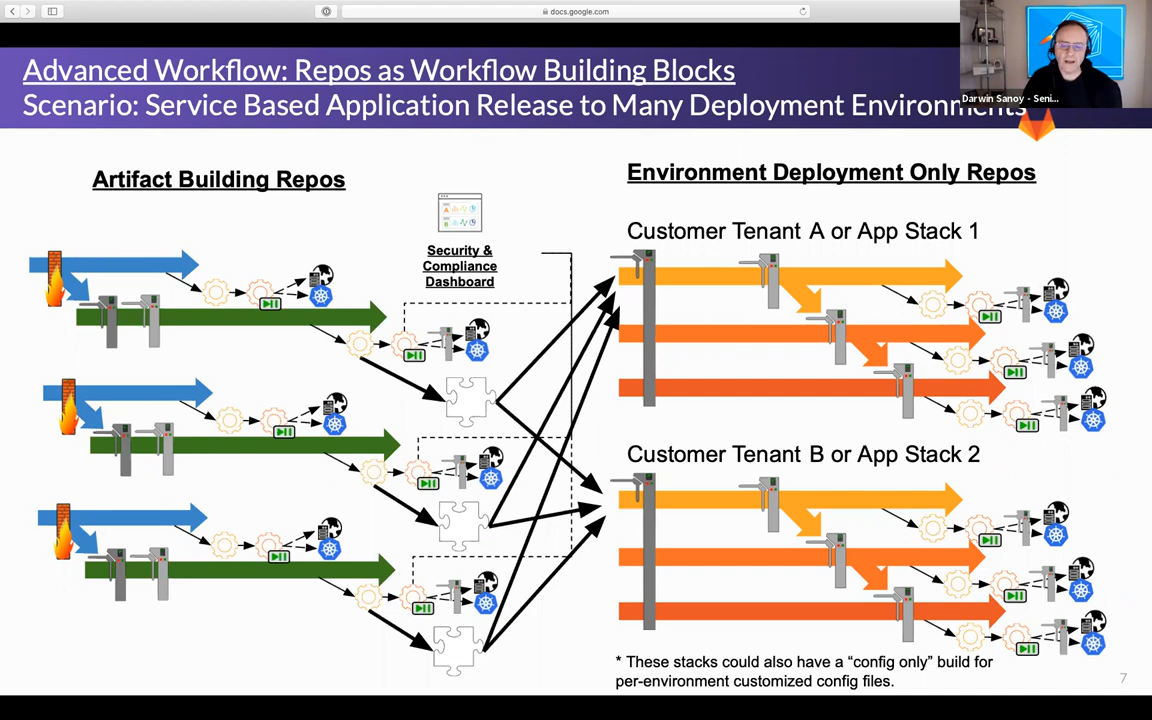 docs.google.com
Advanced Workflow: Repos as Workflow Building Blocks
Scenario: Service Based Application Release to Many Deployment Environments
Darwin Sanoy - Seni...
Artifact Building Repos
Security &
Compliance
Dashboard
Environment Deployment Only Repos
Customer Tenant A or App Stack 1
Customer Tenant B or App Stack 2
* These stacks could also have a “config only” build for
per-environment customized config files.
7